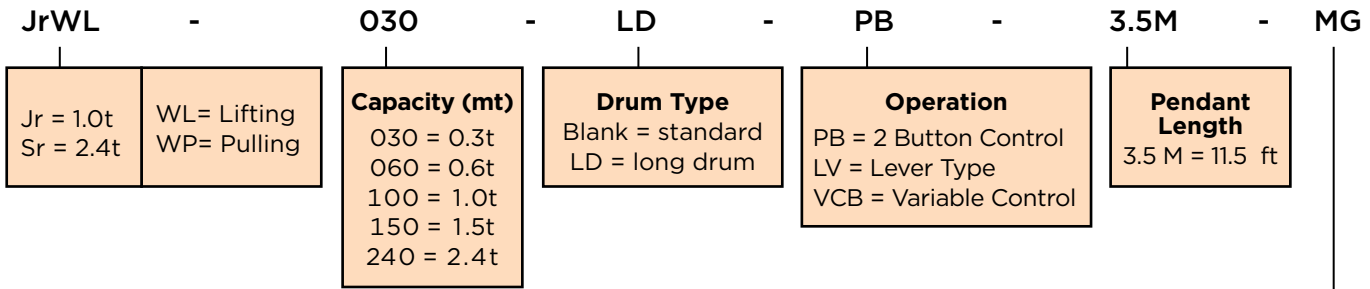 JrWL - 030 - LD - PB - 3.5M - MG
Jr = 1.0t
Sr = 2.4t
WL= Lifting
WP= Pulling
Capacity (mt)
030 = 0.3t
060 = 0.6t
100 = 1.0t
150 = 1.5t
240 = 2.4t
Drum Type
Blank = standard
LD = long drum
Operation
PB = 2 Button Control
LV = Lever Type
VCB = Variable Control
Pendant
Length
3.5 M = 11.5 ft